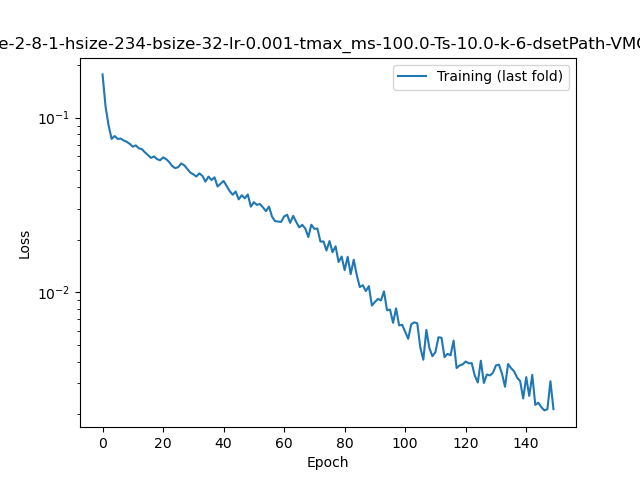 e-2-8-1-hsize-234-bsize-32-lr-0.001-tmax_ms-100.0-Ts-10.0-k-6-dsetPath-VMC
Training (last fold)
10⁻¹
10⁻²
Loss
0 20 40 60 80 100 120 140
Epoch